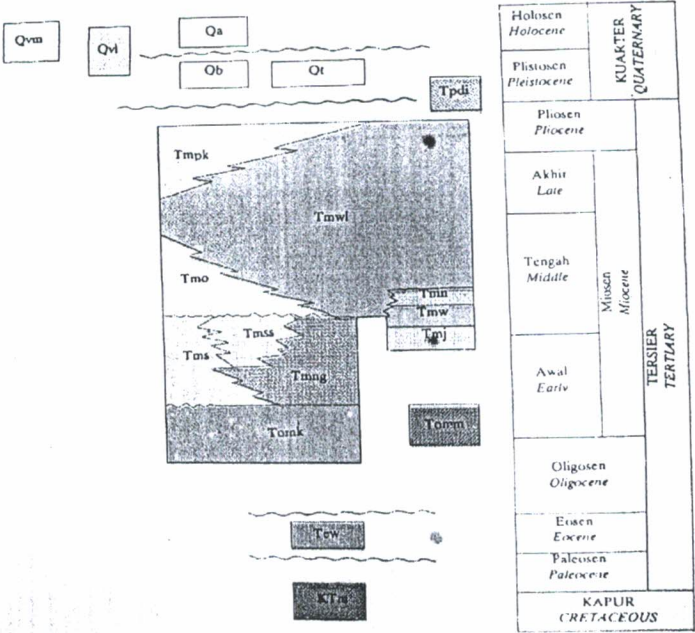 Qvm
Qvl
Qa
Qb
Qt
Tpdi
Tmpk
Tmwl
Tmo
Tmn
Tmw
Tmj
Tmss
Tms
Tmng
Tomk
Tomm
Tew
KTm
Holosen
Holocene
Plistosen
Pleistocene
KUARTER
QUATERNARY
Pliosen
Pliocene
Akhir
Late
Tengah
Middle
Awal
Early
Miosen
Miocene
Oligosen
Oligocene
Eosen
Eocene
Paleosen
Paleocene
TERSIER
TERTIARY
KAPUR
CRETACEOUS